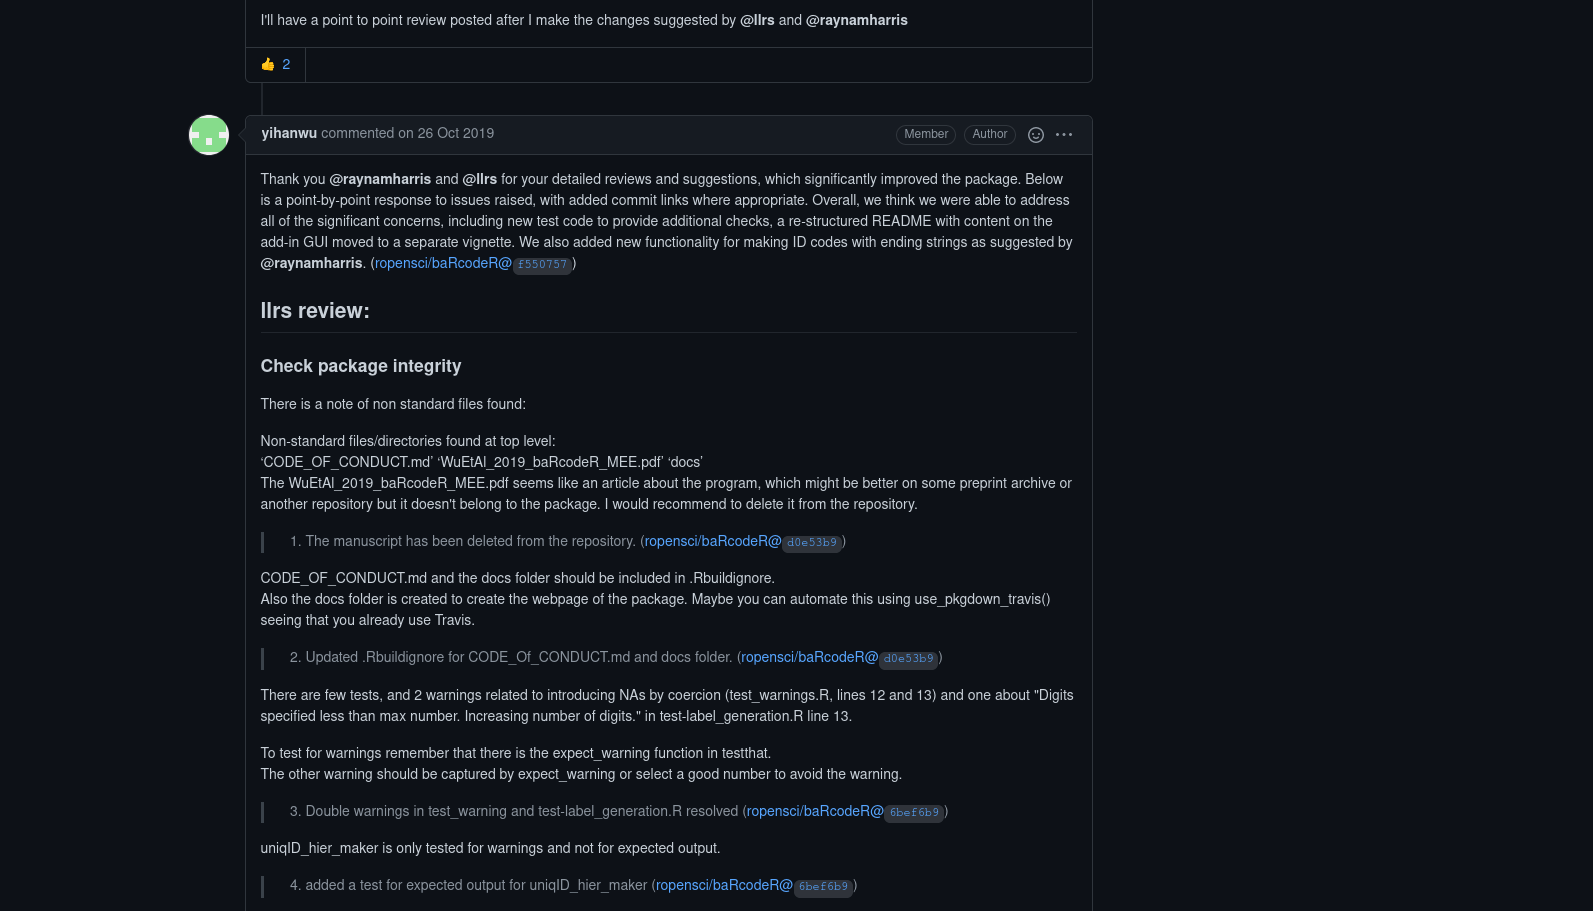 I'll have a point to point review posted after I make the changes suggested by @llrs and @raynamharris
👍 2
yihanwu commented on 26 Oct 2019
Member
Author
Thank you @raynamharris and @llrs for your detailed reviews and suggestions, which significantly improved the package. Below
is a point-by-point response to issues raised, with added commit links where appropriate. Overall, we think we were able to address
all of the significant concerns, including new test code to provide additional checks, a re-structured README with content on the
add-in GUI moved to a separate vignette. We also added new functionality for making ID codes with ending strings as suggested by
@raynamharris. (ropensci/baRcodeR@f550757)
llrs review:
Check package integrity
There is a note of non standard files found:
Non-standard files/directories found at top level:
‘CODE_OF_CONDUCT.md’ ‘WuEtAl_2019_baRcodeR_MEE.pdf’ ‘docs’
The WuEtAl_2019_baRcodeR_MEE.pdf seems like an article about the program, which might be better on some preprint archive or
another repository but it doesn't belong to the package. I would recommend to delete it from the repository.
1. The manuscript has been deleted from the repository. (ropensci/baRcodeR@d0e53b9)
CODE_OF_CONDUCT.md and the docs folder should be included in .Rbuildignore.
Also the docs folder is created to create the webpage of the package. Maybe you can automate this using use_pkgdown_travis()
seeing that you already use Travis.
2. Updated .Rbuildignore for CODE_Of_CONDUCT.md and docs folder. (ropensci/baRcodeR@d0e53b9)
There are few tests, and 2 warnings related to introducing NAs by coercion (test_warnings.R, lines 12 and 13) and one about "Digits
specified less than max number. Increasing number of digits." in test-label_generation.R line 13.
To test for warnings remember that there is the expect_warning function in testthat.
The other warning should be captured by expect_warning or select a good number to avoid the warning.
3. Double warnings in test_warning and test-label_generation.R resolved (ropensci/baRcodeR@6bef6b9)
uniqID_hier_maker is only tested for warnings and not for expected output.
4. added a test for expected output for uniqID_hier_maker (ropensci/baRcodeR@6bef6b9)